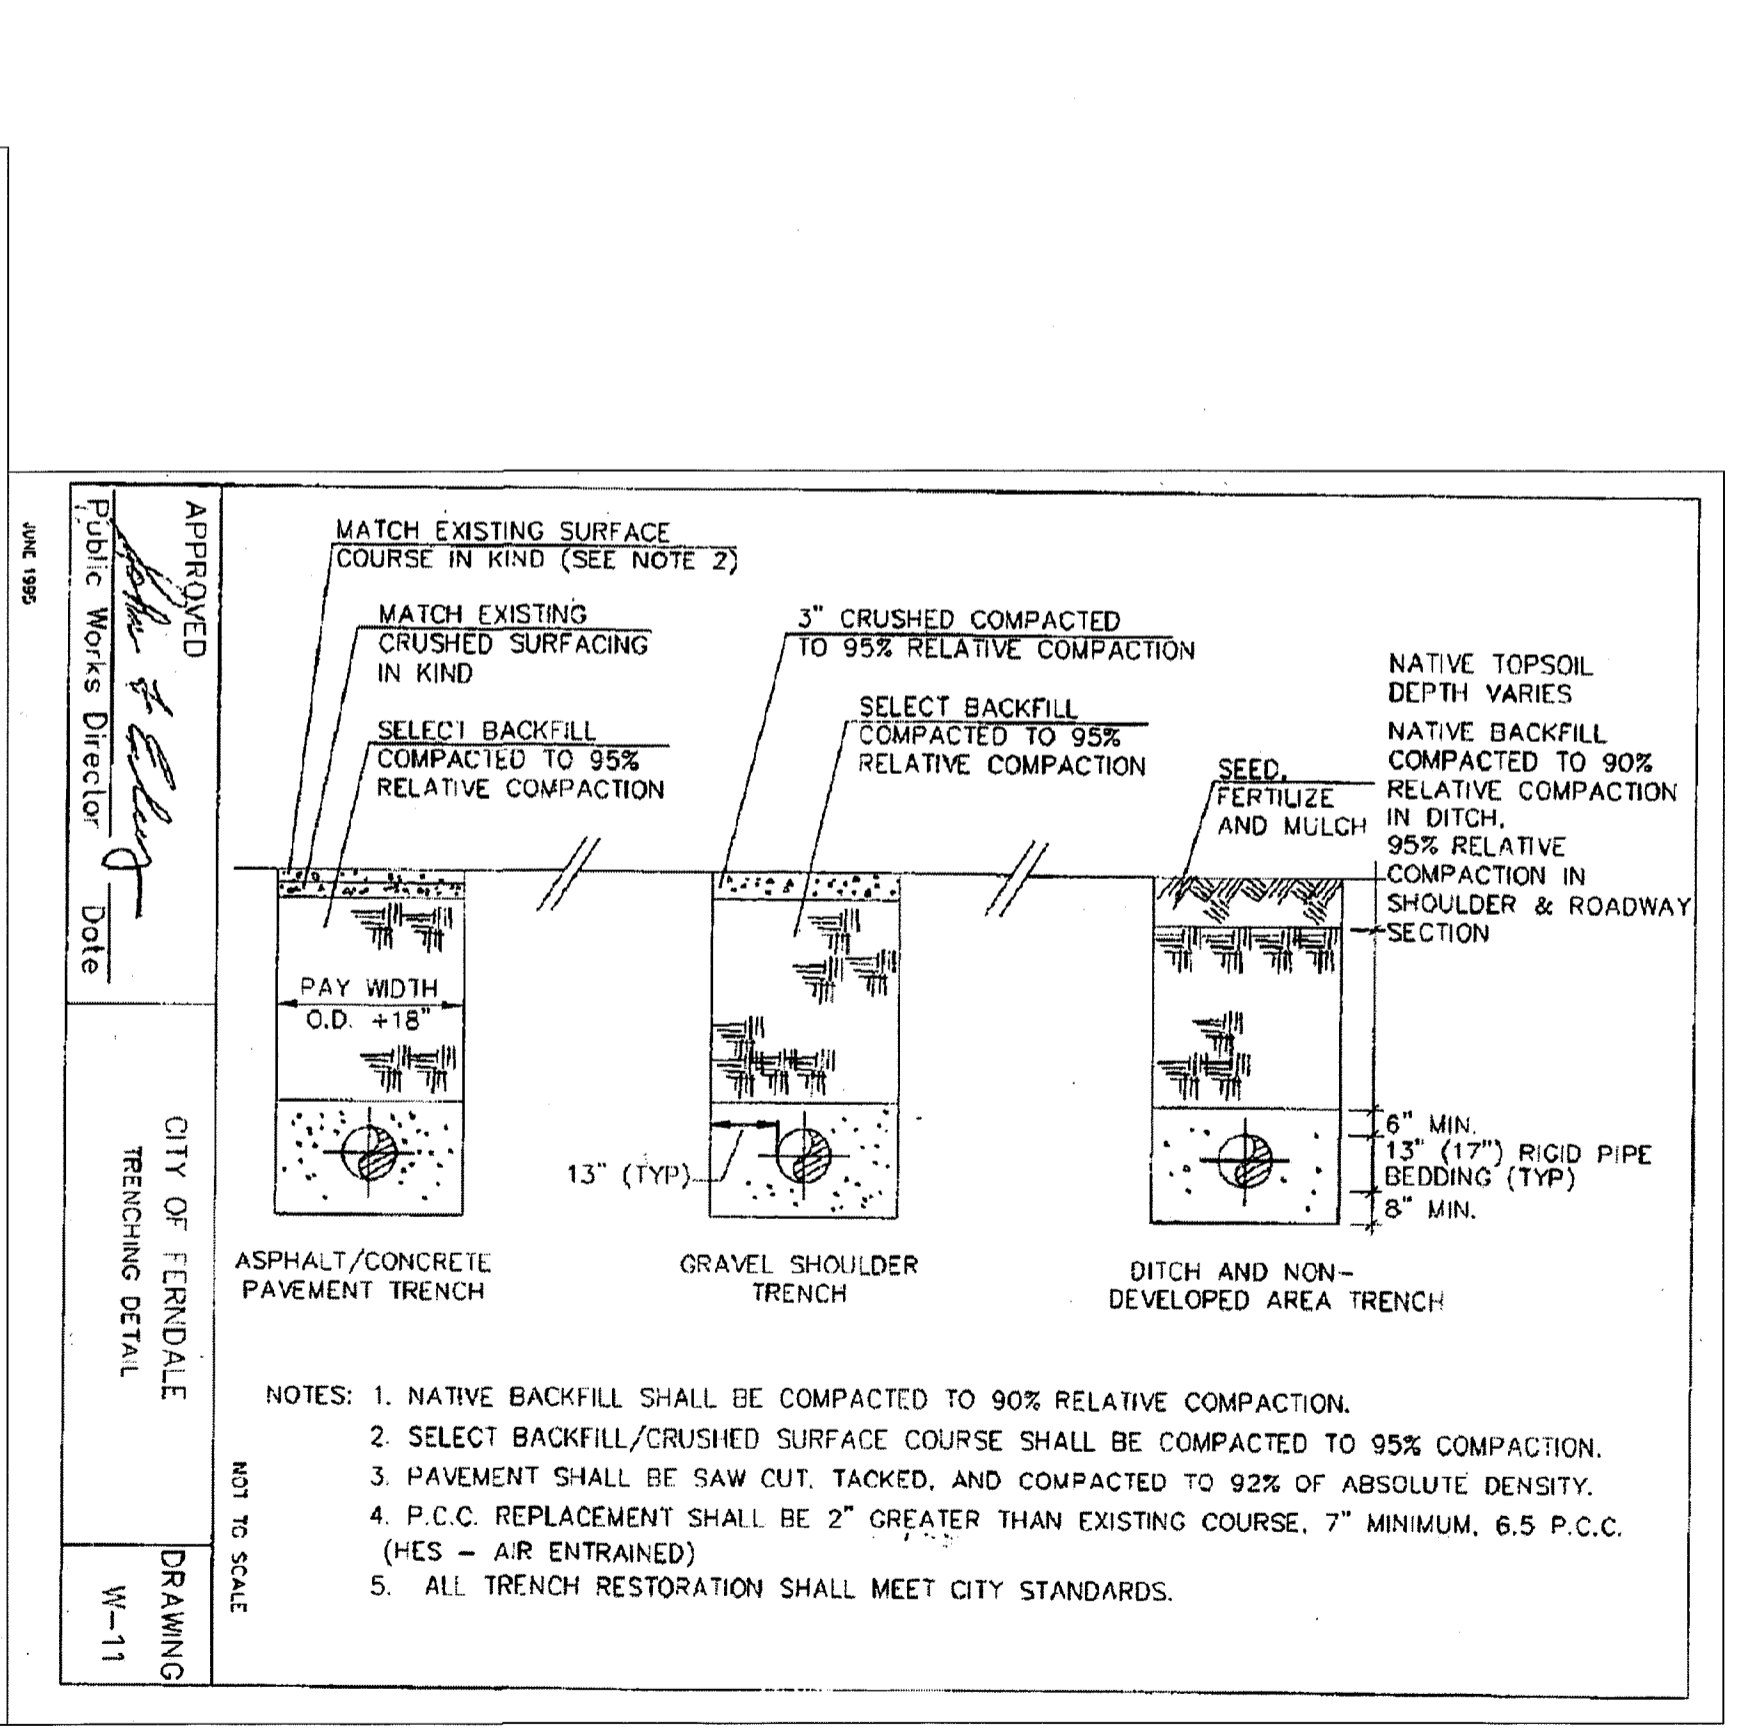 MATCH EXISTING SURFACE
COURSE IN KIND (SEE NOTE 2)
MATCH EXISTING
CRUSHED SURFACING
IN KIND
SELECT BACKFILL
COMPACTED TO 95%
RELATIVE COMPACTION
3" CRUSHED COMPACTED
TO 95% RELATIVE COMPACTION
SELECT BACKFILL
COMPACTED TO 95%
RELATIVE COMPACTION
SEED,
FERTILIZE
AND MULCH
NATIVE TOPSOIL
DEPTH VARIES
NATIVE BACKFILL
COMPACTED TO 90%
RELATIVE COMPACTION
IN DITCH,
95% RELATIVE
COMPACTION IN
SHOULDER & ROADWAY
SECTION
PAY WIDTH
O.D. +18"
13" (TYP)
6" MIN.
13" (17") RIGID PIPE
BEDDING (TYP)
8" MIN.
ASPHALT/CONCRETE
PAVEMENT TRENCH
GRAVEL SHOULDER
TRENCH
DITCH AND NON-
DEVELOPED AREA TRENCH
NOTES: 1. NATIVE BACKFILL SHALL BE COMPACTED TO 90% RELATIVE COMPACTION.
2. SELECT BACKFILL/CRUSHED SURFACE COURSE SHALL BE COMPACTED TO 95% COMPACTION.
3. PAVEMENT SHALL BE SAW CUT, TACKED, AND COMPACTED TO 92% OF ABSOLUTE DENSITY.
4. P.C.C. REPLACEMENT SHALL BE 2" GREATER THAN EXISTING COURSE, 7" MINIMUM, 6.5 P.C.C.
(HES - AIR ENTRAINED)
5. ALL TRENCH RESTORATION SHALL MEET CITY STANDARDS.
NOT TO SCALE
APPROVED
Public Works Director Date
CITY OF FERNDALE
TRENCHING DETAIL
DRAWING
W-11
JUNE 1995